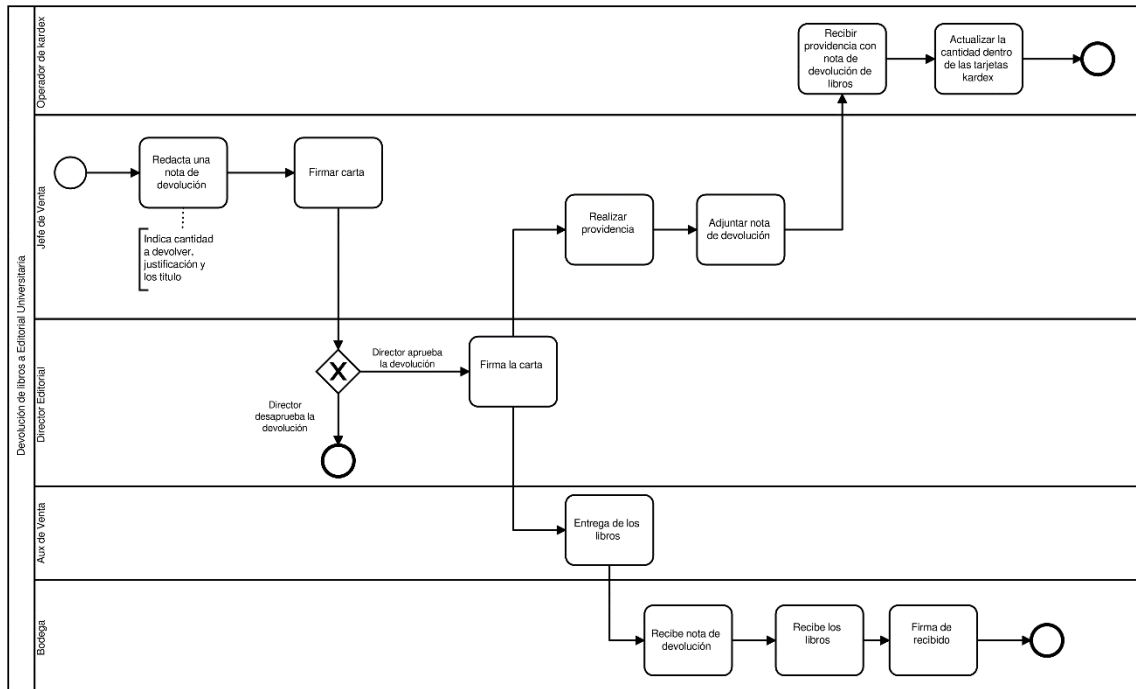 Devolución de libros a Editorial Universitaria
Operador de kardex
Recibir
providencia con
nota de
devolución de
libros
Actualizar la
cantidad dentro
de las tarjetas
kardex
Jefe de Venta
Redacta una
nota de
devolución
Firmar carta
Indica cantidad
a devolver,
justificación y
los titulo
Realizar
providencia
Adjuntar nota
de devolución
Director Editorial
X
Director aprueba
la devolución
Firma la carta
Director
desaprueba la
devolución
Aux de Venta
Entrega de los
libros
Bodega
Recibe nota de
devolución
Recibe los
libros
Firma de
recibido